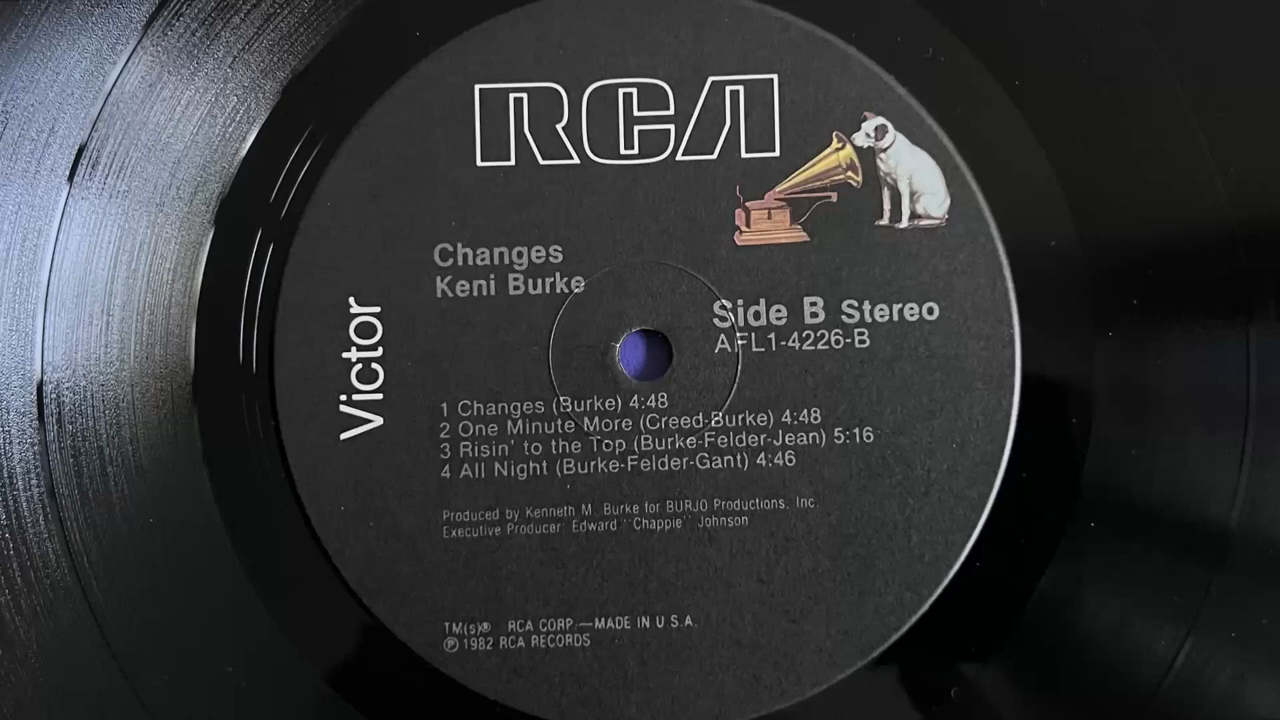 RCA
Victor
Changes
Keni Burke
Side B Stereo
AFL1-4226-B
1 Changes (Burke) 4:48
2 One Minute More (Creed-Burke) 4:48
3 Risin' to the Top (Burke-Felder-Jean) 5:16
4 All Night (Burke-Felder-Gant) 4:46
Produced by Kenneth M. Burke for BURJO Productions, Inc.
Executive Producer: Edward "Chappie" Johnson
TM(s)® RCA CORP.—MADE IN U.S.A.
℗ 1982 RCA RECORDS